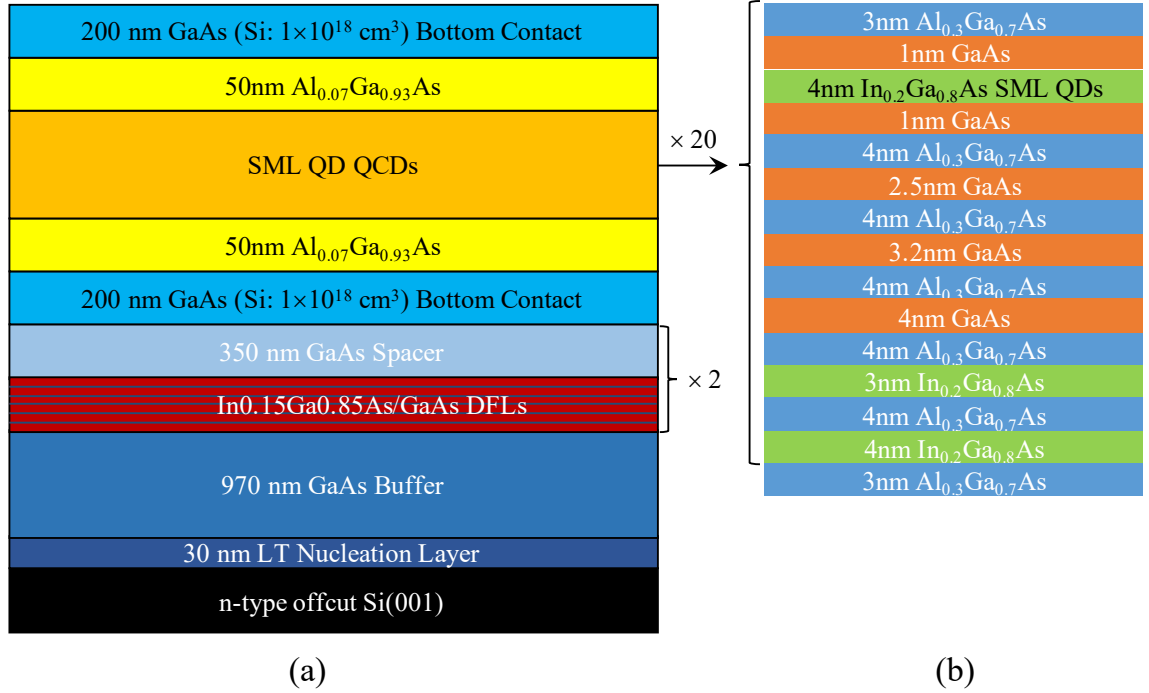 200 nm GaAs (Si: 1×10¹⁸ cm³) Bottom Contact
50nm Al₀.₀₇Ga₀.₉₃As
SML QD QCDs
50nm Al₀.₀₇Ga₀.₉₃As
200 nm GaAs (Si: 1×10¹⁸ cm³) Bottom Contact
350 nm GaAs Spacer
In0.15Ga0.85As/GaAs DFLs
970 nm GaAs Buffer
30 nm LT Nucleation Layer
n-type offcut Si(001)
(a)
× 20
× 2
3nm Al₀.₃Ga₀.₇As
1nm GaAs
4nm In₀.₂Ga₀.₈As SML QDs
1nm GaAs
4nm Al₀.₃Ga₀.₇As
2.5nm GaAs
4nm Al₀.₃Ga₀.₇As
3.2nm GaAs
4nm Al₀.₃Ga₀.₇As
4nm GaAs
4nm Al₀.₃Ga₀.₇As
3nm In₀.₂Ga₀.₈As
4nm Al₀.₃Ga₀.₇As
4nm In₀.₂Ga₀.₈As
3nm Al₀.₃Ga₀.₇As
(b)